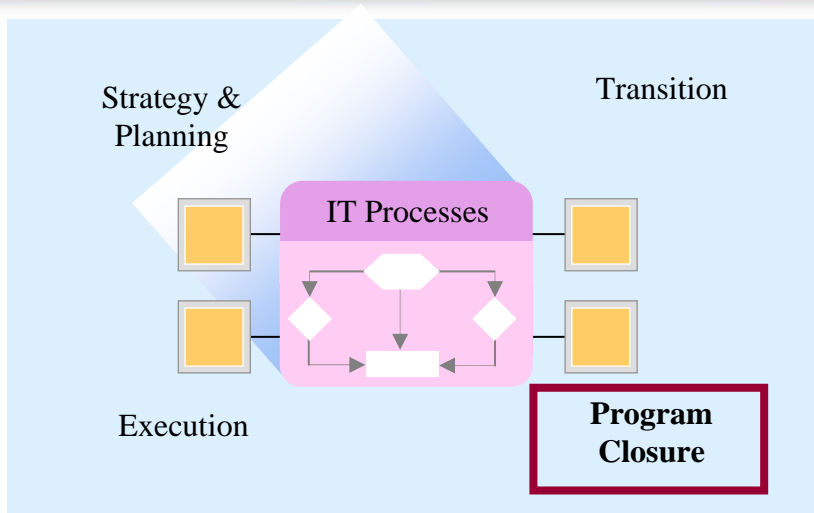 Strategy &
Planning
Transition
IT Processes
Execution
Program
Closure